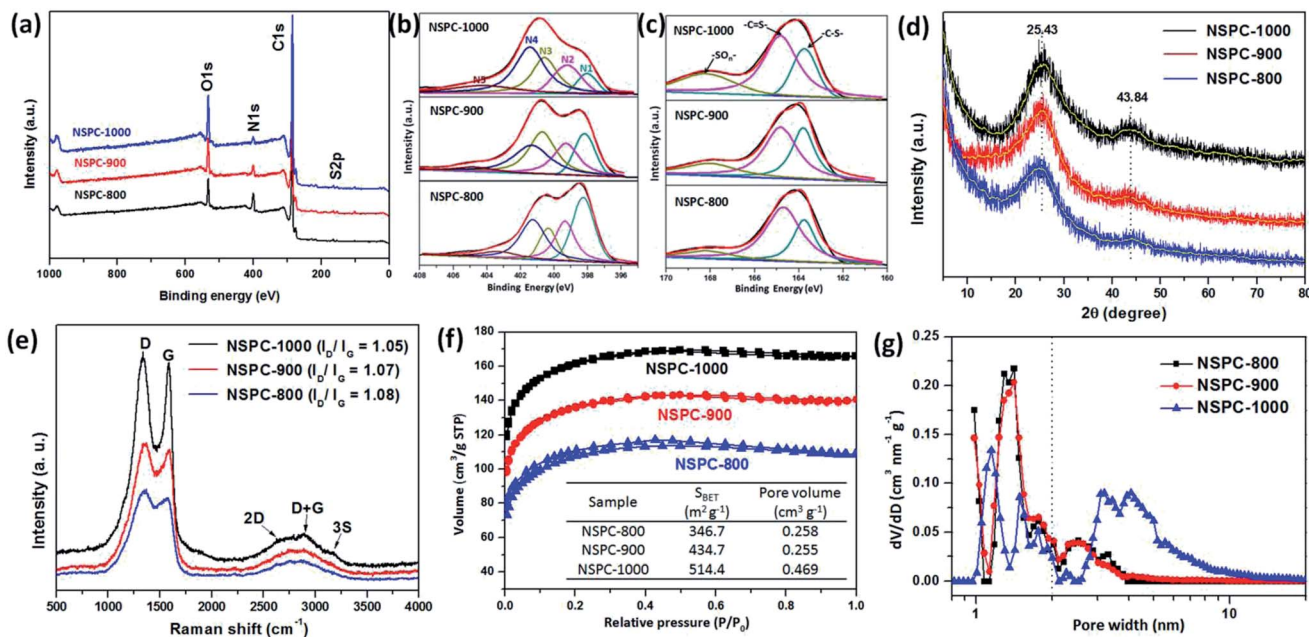 (a)
C1s
O1s
N1s
S2p
NSPC-1000
NSPC-900
NSPC-800
Intensity (a.u.)
1000 800 600 400 200 0
Binding energy (eV)
(b)
NSPC-1000
N4
N3
N2
N1
N5
NSPC-900
NSPC-800
Intensity (a.u.)
408 404 401 398 395
Binding Energy (eV)
(c)
NSPC-1000
-C=S-
-C-S-
-SOn-
NSPC-900
NSPC-800
Intensity (a.u.)
170 168 166 164 162 160
Binding Energy (eV)
(d)
25.43
43.84
NSPC-1000
NSPC-900
NSPC-800
Intensity (a.u.)
10 20 30 40 50 60 70 80
2θ (degree)
(e)
D
G
NSPC-1000 (ID/ IG = 1.05)
NSPC-900 (ID/ IG = 1.07)
NSPC-800 (ID/ IG = 1.08)
2D
D+G
3S
Intensity (a. u.)
500 1000 1500 2000 2500 3000 3500 4000
Raman shift (cm⁻¹)
(f)
180
160
140
120
100
80
60
40
Volume (cm³/g STP)
NSPC-1000
NSPC-900
NSPC-800
Sample SBET (m² g⁻¹) Pore volume (cm³ g⁻¹)
NSPC-800 346.7 0.258
NSPC-900 434.7 0.255
NSPC-1000 514.4 0.469
0.0 0.2 0.4 0.6 0.8 1.0
Relative pressure (P/P₀)
(g)
NSPC-800
NSPC-900
NSPC-1000
0.25
0.20
0.15
0.10
0.05
0.00
dV/dD (cm³ nm⁻¹ g⁻¹)
1 10
Pore width (nm)